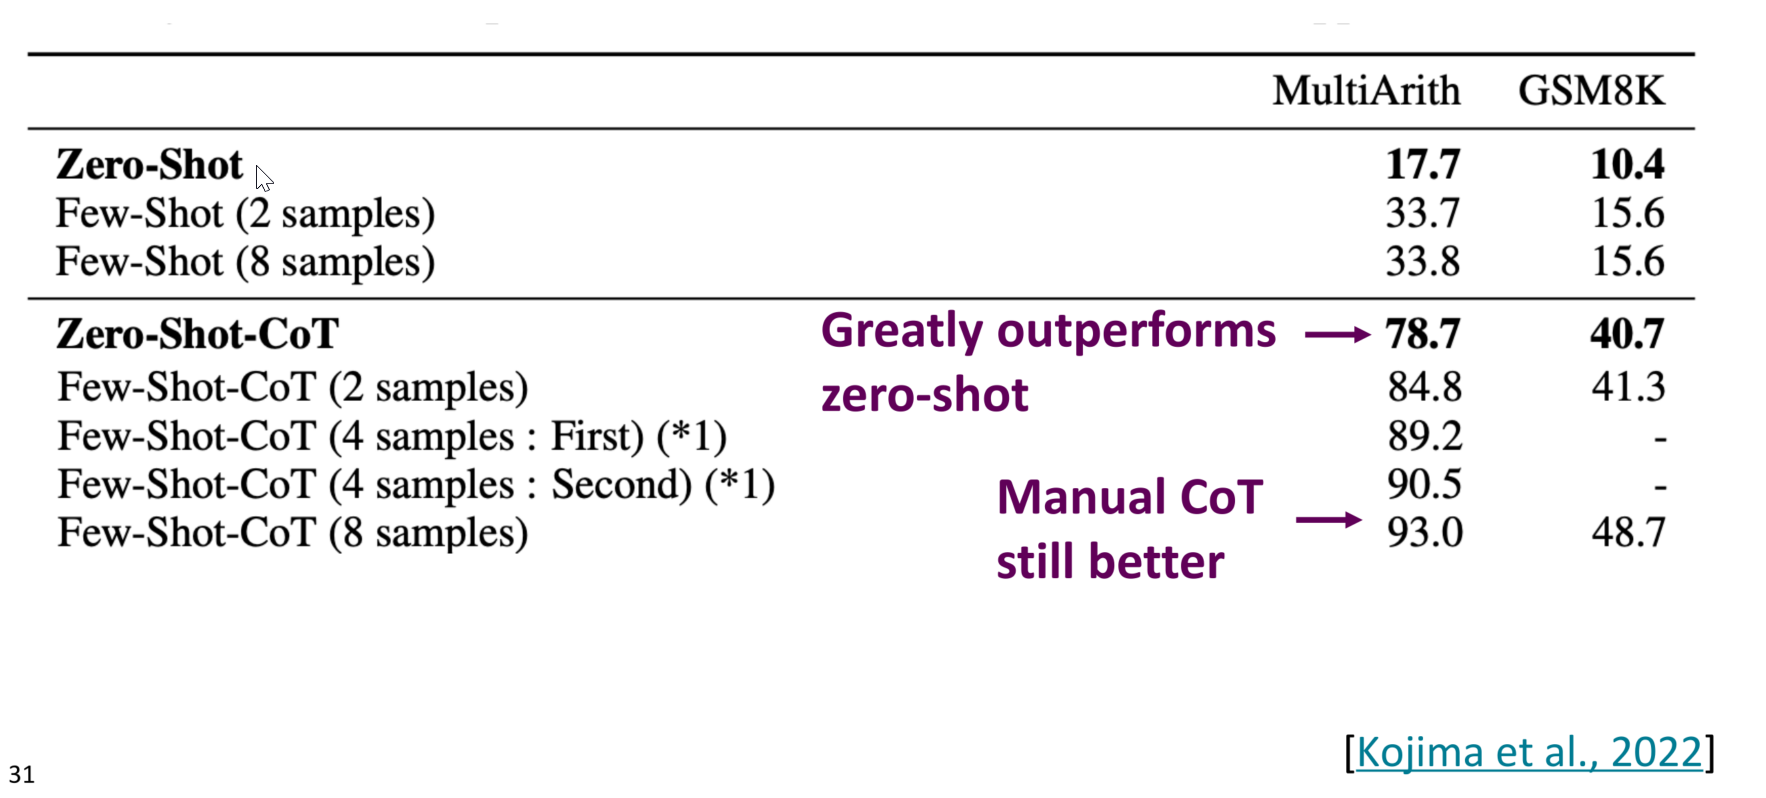 MultiArith GSM8K
Zero-Shot 17.7 10.4
Few-Shot (2 samples) 33.7 15.6
Few-Shot (8 samples) 33.8 15.6
Zero-Shot-CoT Greatly outperforms 78.7 40.7
zero-shot
Few-Shot-CoT (2 samples) 84.8 41.3
Few-Shot-CoT (4 samples : First) (*1) 89.2 -
Few-Shot-CoT (4 samples : Second) (*1) 90.5 -
Manual CoT
still better
Few-Shot-CoT (8 samples) 93.0 48.7
[Kojima et al., 2022]
31